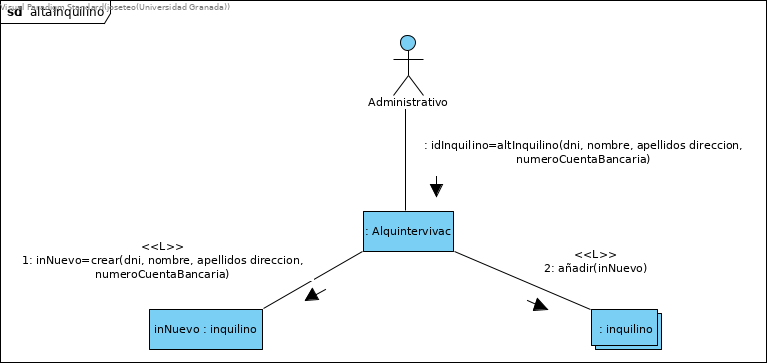 Visual Paradigm Standard(joseteo(Universidad Granada))
sd altaInquilino
Administrativo
: idInquilino=altInquilino(dni, nombre, apellidos direccion,
numeroCuentaBancaria)
: Alquintervivac
<<L>>
1: inNuevo=crear(dni, nombre, apellidos direccion,
numeroCuentaBancaria)
<<L>>
2: añadir(inNuevo)
inNuevo : inquilino
: inquilino